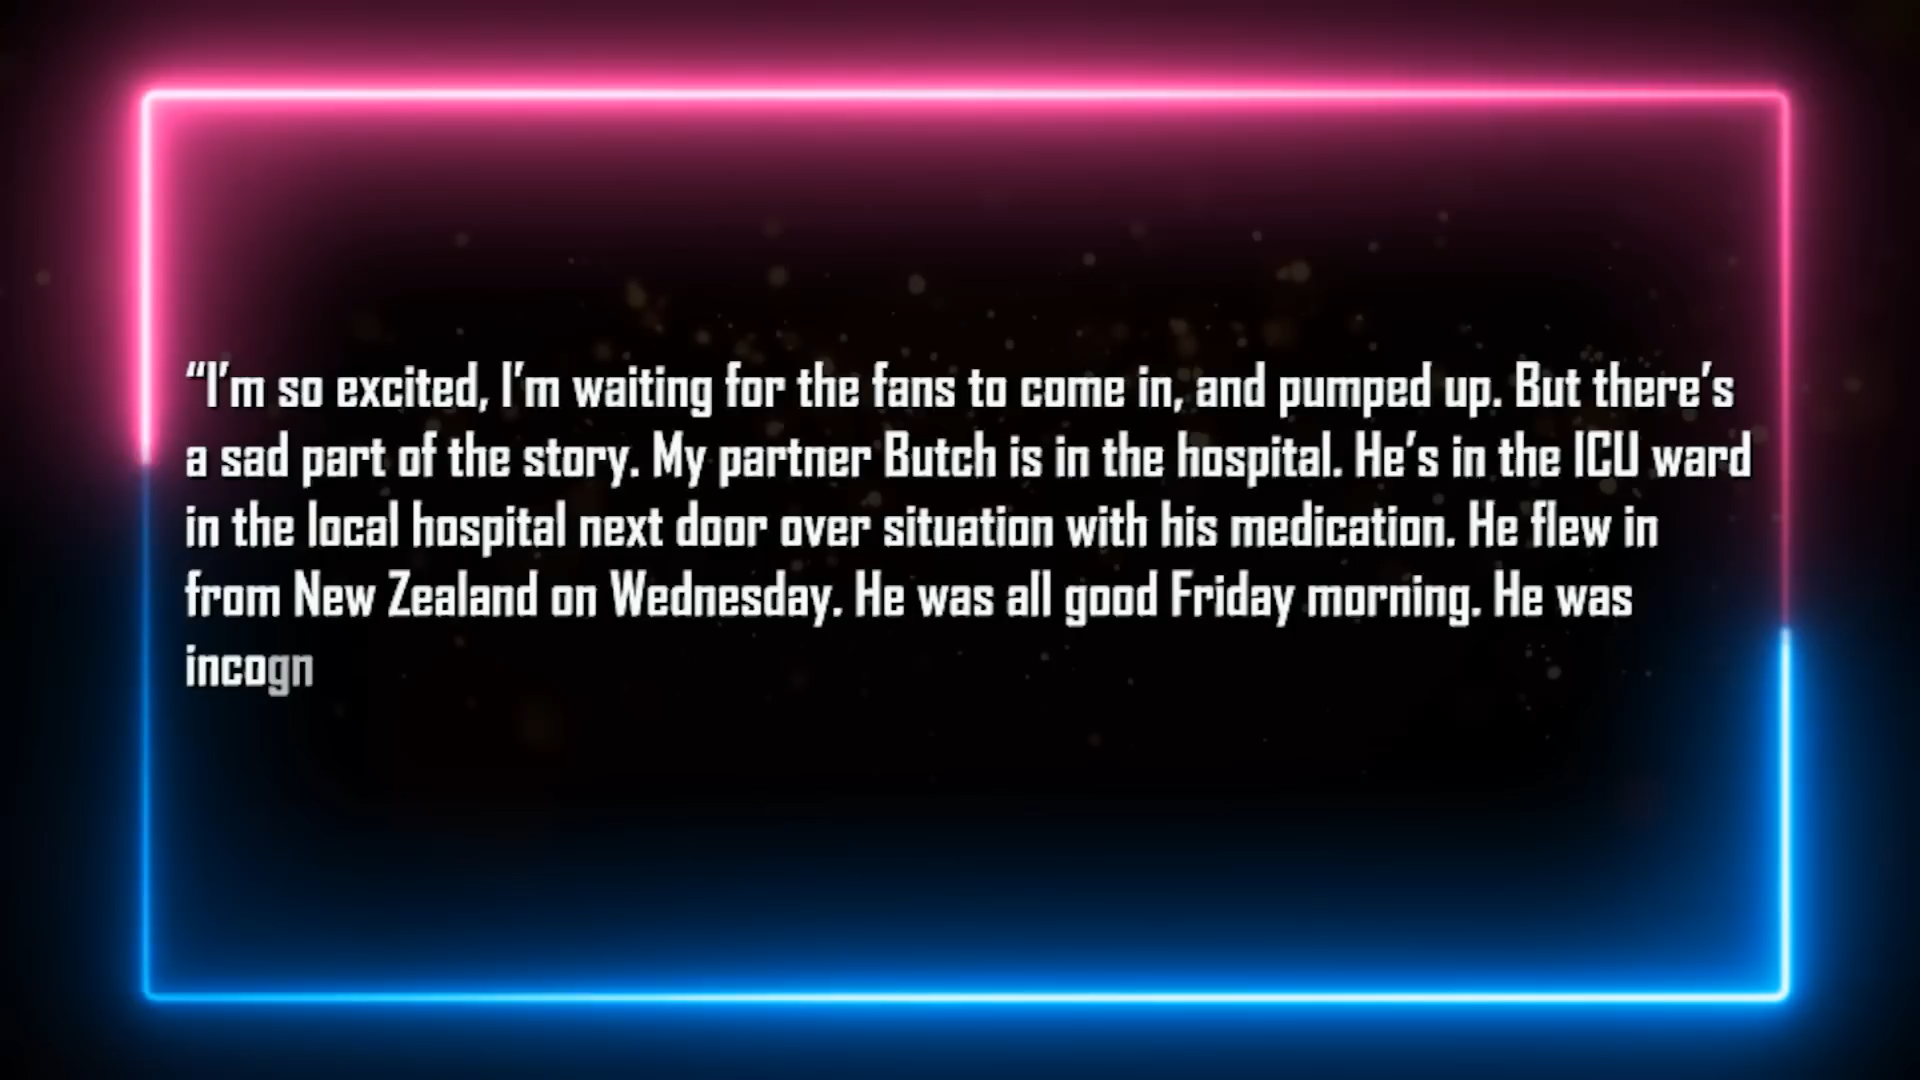 “I’m so excited, I’m waiting for the fans to come in, and pumped up. But there’s
a sad part of the story. My partner Butch is in the hospital. He’s in the ICU ward
in the local hospital next door over situation with his medication. He flew in
from New Zealand on Wednesday. He was all good Friday morning. He was
incogn